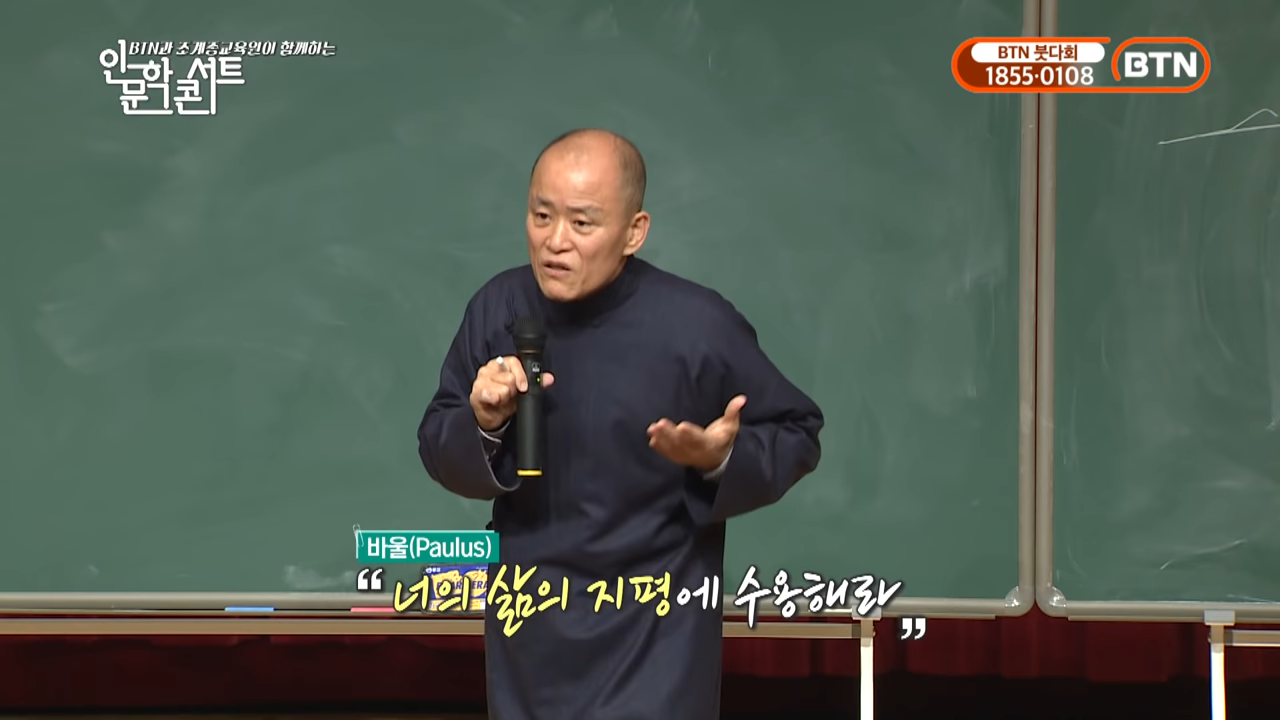 BTN과 조계종교육원이 함께하는
인문학 콘서트
BTN 붓다회
1855·0108
BTN
바울(Paulus)
“너의 삶의 지평에 수용해라”